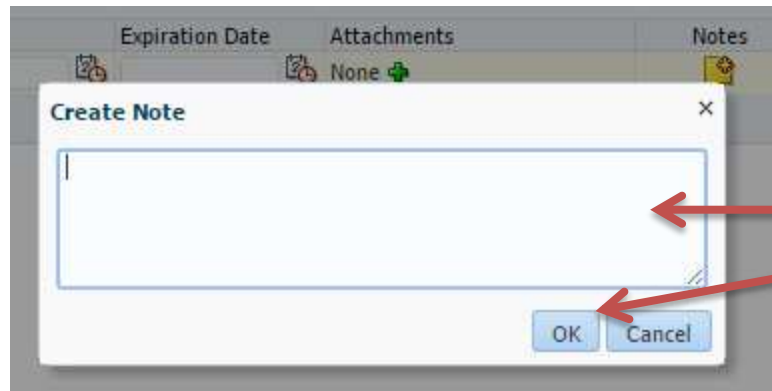 Expiration Date Attachments Notes
None
Create Note ×
OK Cancel